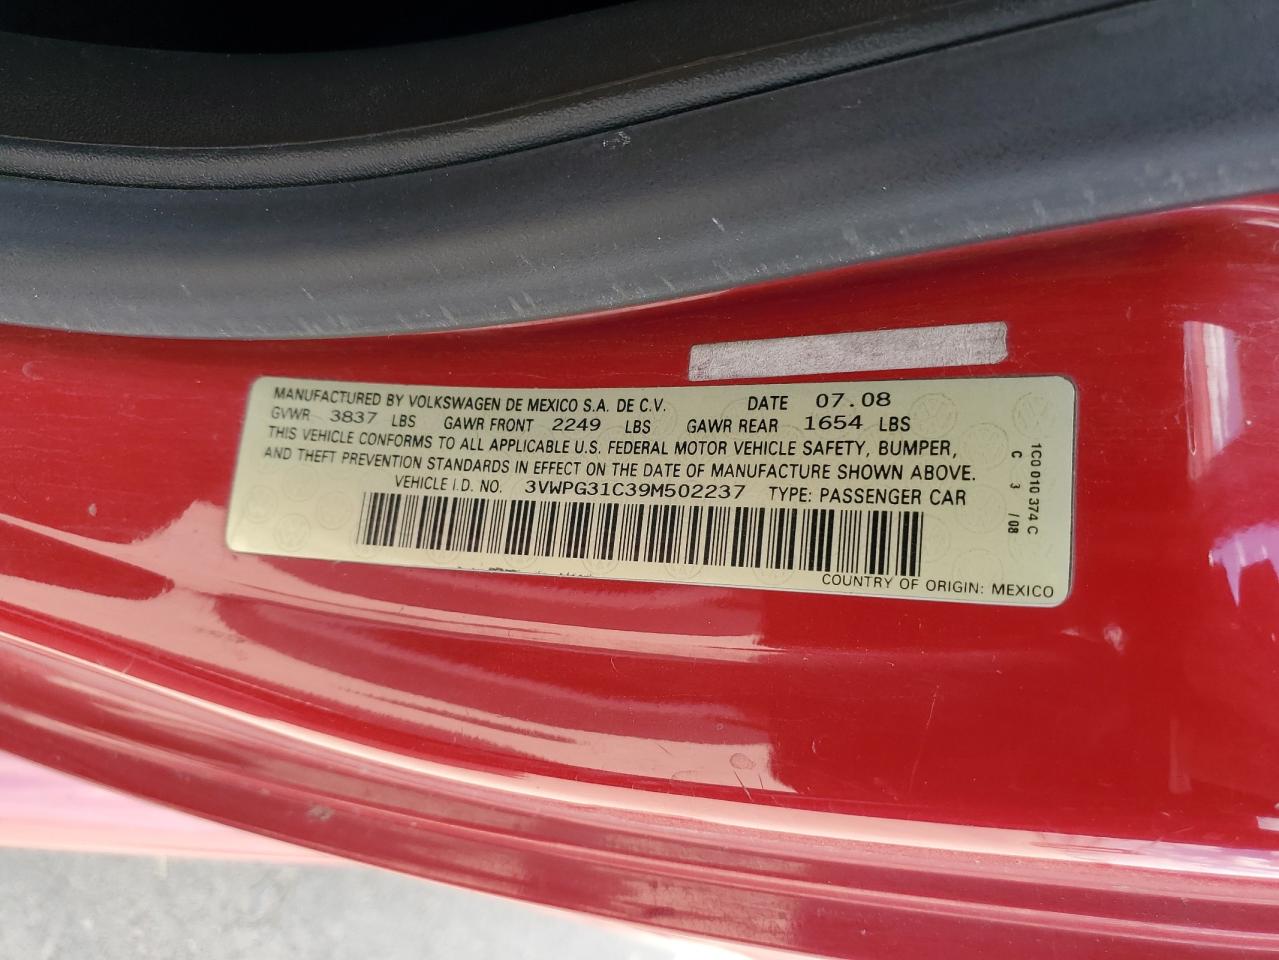 MANUFACTURED BY VOLKSWAGEN DE MEXICO S.A. DE C.V. DATE 07.08
GVWR 3837 LBS GAWR FRONT 2249 LBS GAWR REAR 1654 LBS
THIS VEHICLE CONFORMS TO ALL APPLICABLE U.S. FEDERAL MOTOR VEHICLE SAFETY, BUMPER,
AND THEFT PREVENTION STANDARDS IN EFFECT ON THE DATE OF MANUFACTURE SHOWN ABOVE.
VEHICLE I.D. NO. 3VWPG31C39M502237 TYPE: PASSENGER CAR
COUNTRY OF ORIGIN: MEXICO
1C0 010 374 C
C 3 /08